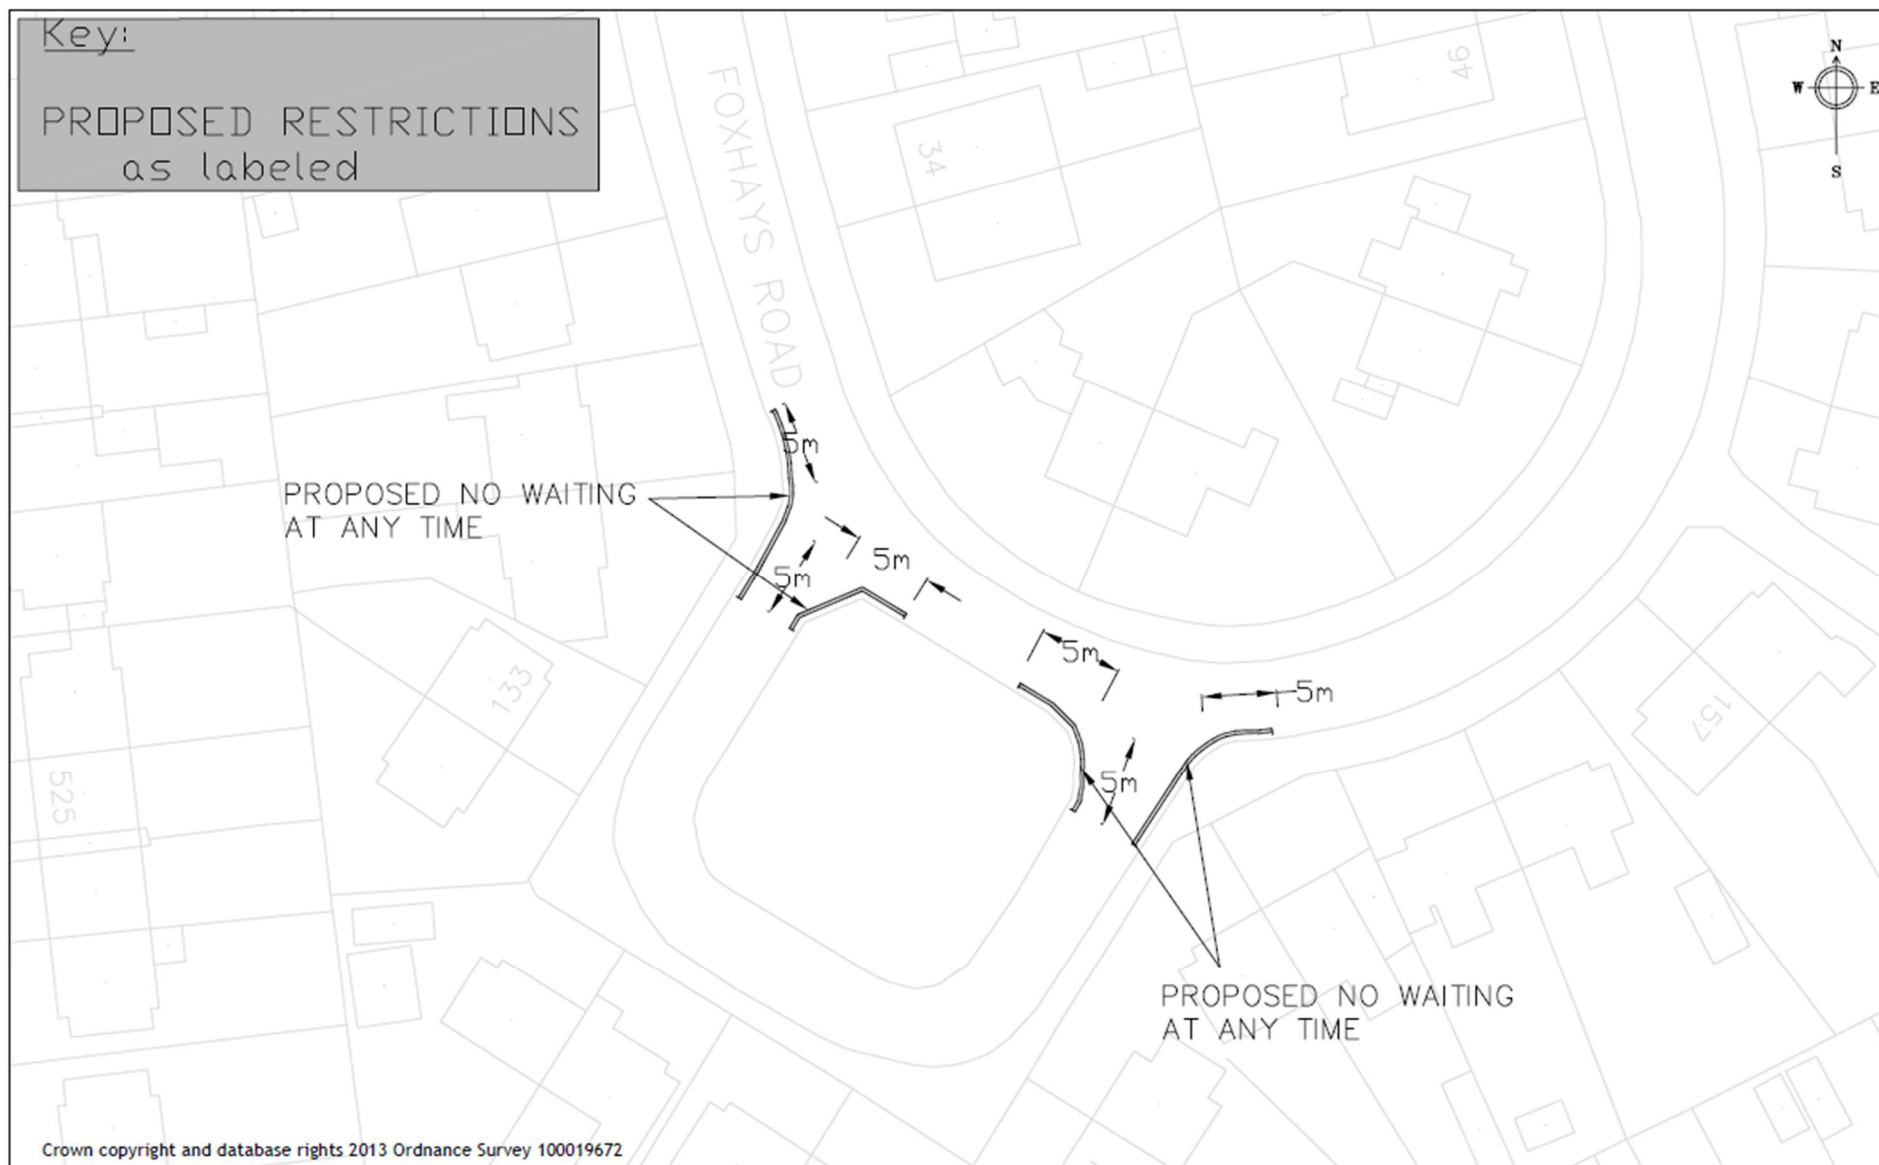 Key:
PROPOSED RESTRICTIONS
as labeled
N
W
E
S
FOXHAYS ROAD
34
46
5m
PROPOSED NO WAITING
AT ANY TIME
5m
5m
5m
5m
5m
133
157
525
PROPOSED NO WAITING
AT ANY TIME
Crown copyright and database rights 2013 Ordnance Survey 100019672